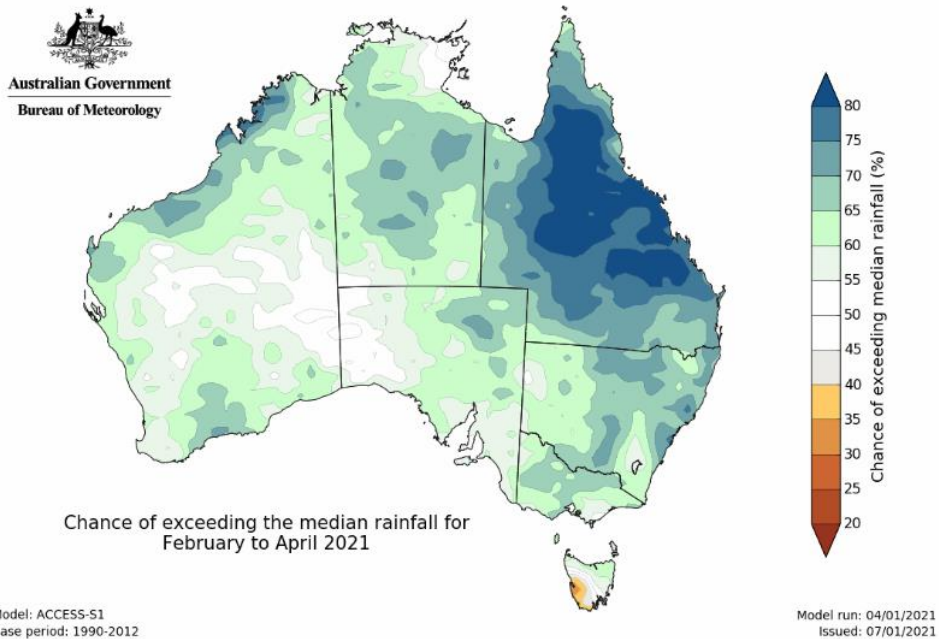 Australian Government
Bureau of Meteorology
80
75
70
65
60
55
50
45
40
35
30
25
20
Chance of exceeding median rainfall (%)
Chance of exceeding the median rainfall for
February to April 2021
Model: ACCESS-S1
Base period: 1990-2012
Model run: 04/01/2021
Issued: 07/01/2021